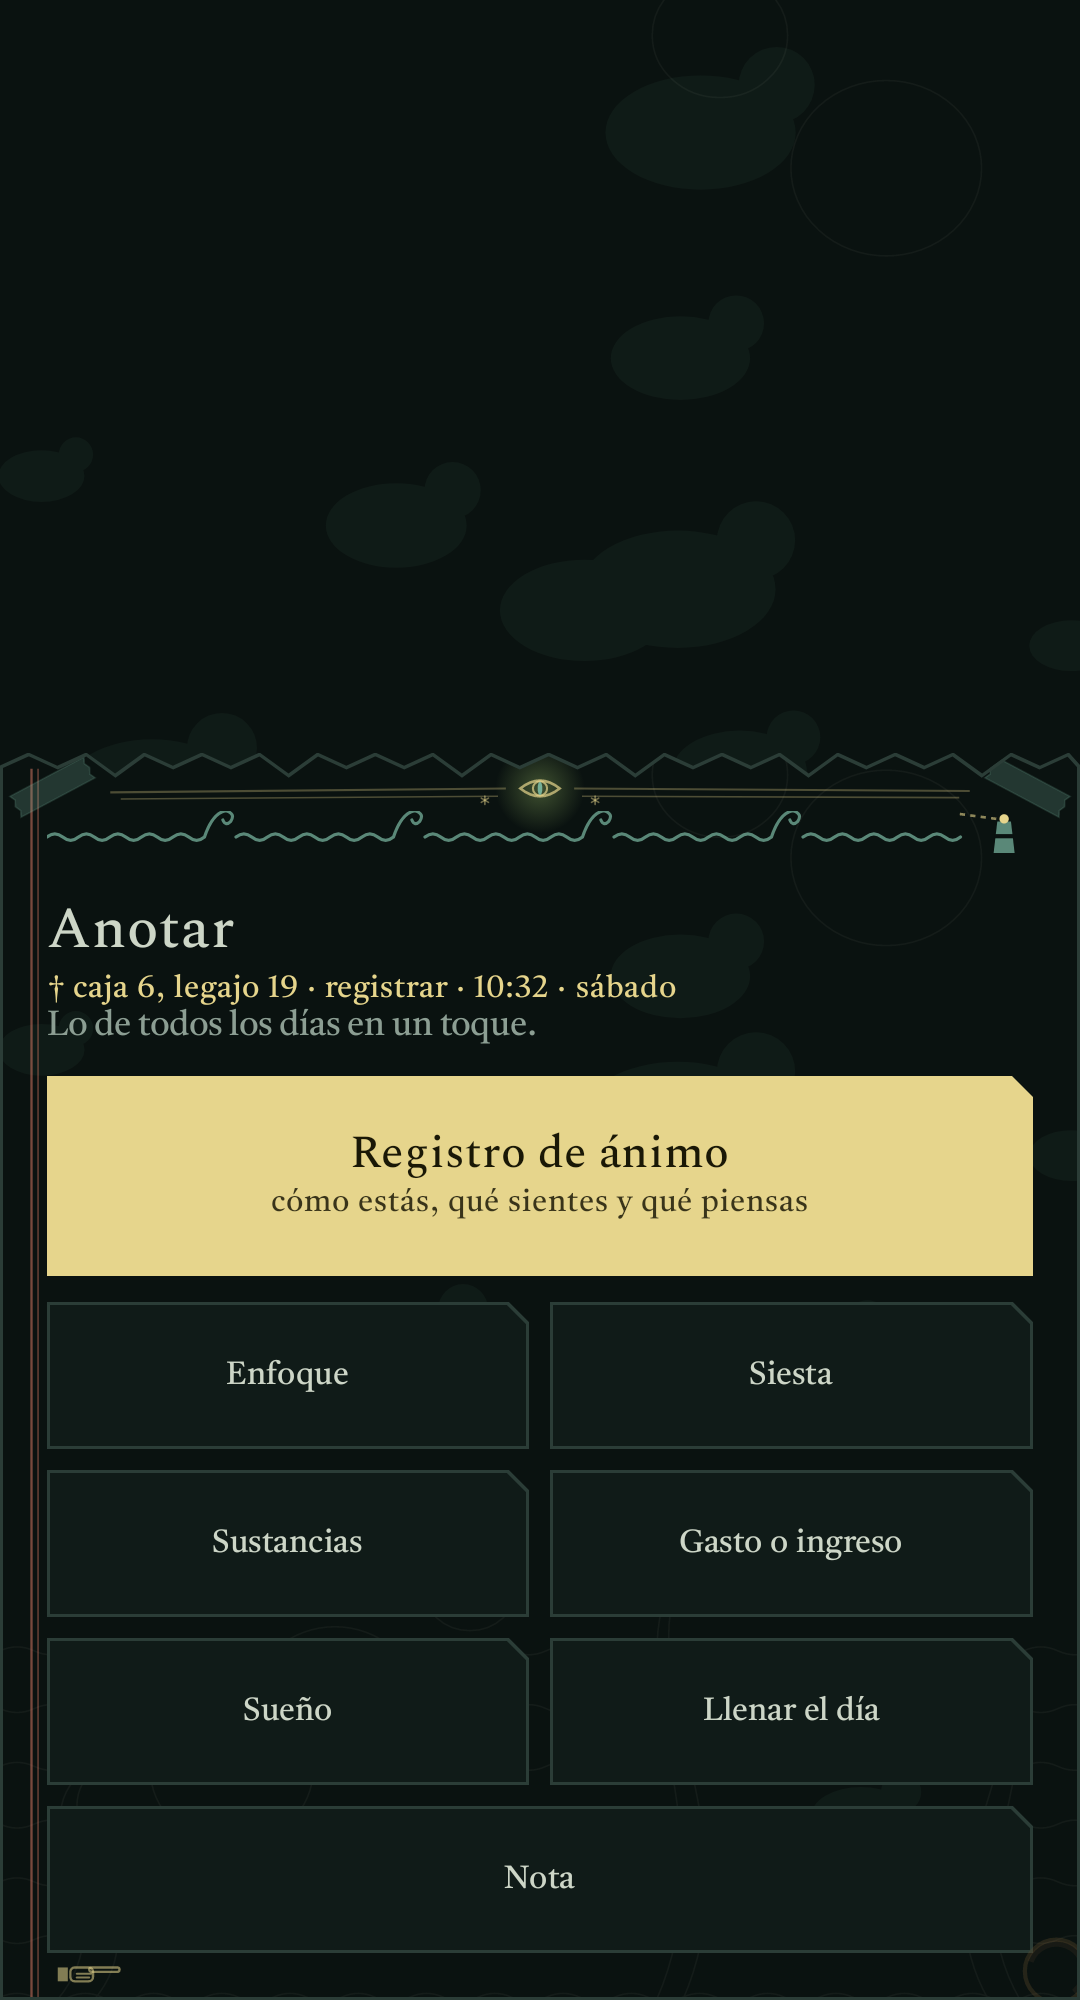 Anotar
† caja 6, legajo 19 · registrar · 10:32 · sábado
Lo de todos los días en un toque.
Registro de ánimo
cómo estás, qué sientes y qué piensas
Enfoque
Siesta
Sustancias
Gasto o ingreso
Sueño
Llenar el día
Nota